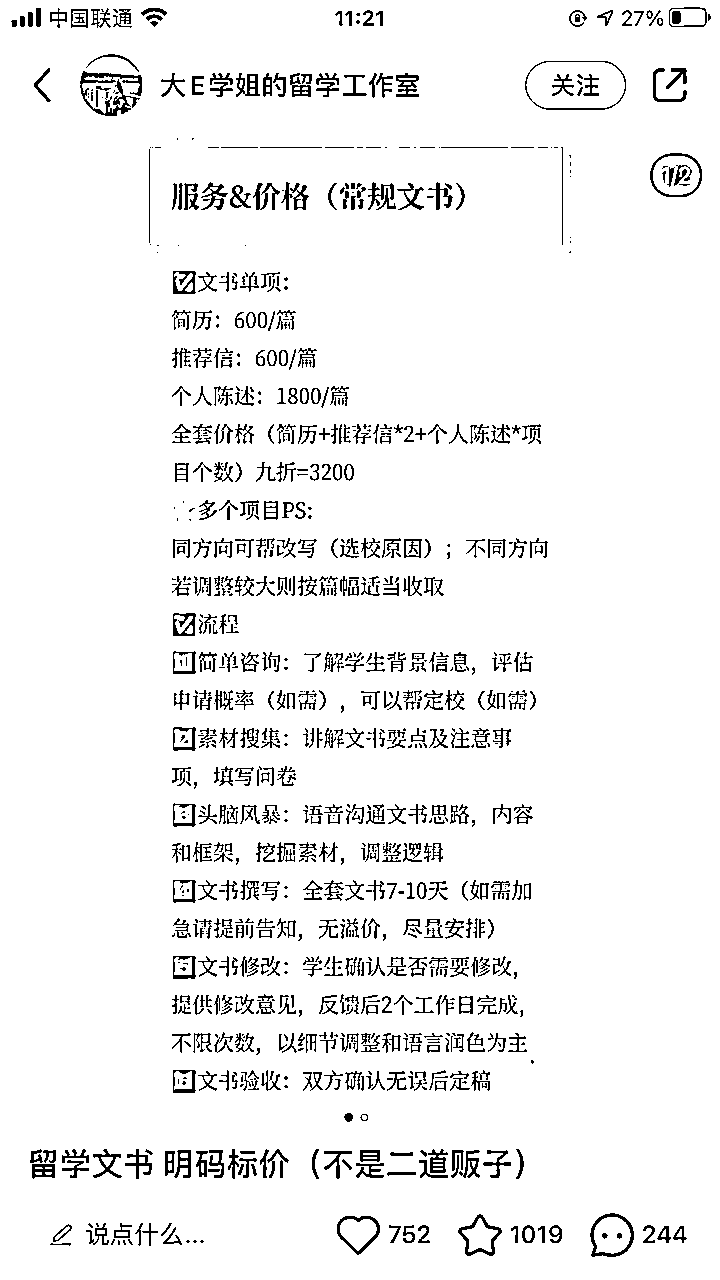 中国联通 11:21 27%
大E学姐的留学工作室 关注
1/2
服务&价格（常规文书）
文书单项：
简历：600/篇
推荐信：600/篇
个人陈述：1800/篇
全套价格（简历+推荐信*2+个人陈述*项
目个数）九折=3200
多个项目PS：
同方向可帮改写（选校原因）；不同方向
若调整较大则按篇幅适当收取
流程
1简单咨询：了解学生背景信息，评估
申请概率（如需），可以帮定校（如需）
2素材搜集：讲解文书要点及注意事
项，填写问卷
3头脑风暴：语音沟通文书思路，内容
和框架，挖掘素材，调整逻辑
4文书撰写：全套文书7-10天（如需加
急请提前告知，无溢价，尽量安排）
5文书修改：学生确认是否需要修改，
提供修改意见，反馈后2个工作日完成，
不限次数，以细节调整和语言润色为主
6文书验收：双方确认无误后定稿
留学文书 明码标价（不是二道贩子）
说点什么... 752 1019 244